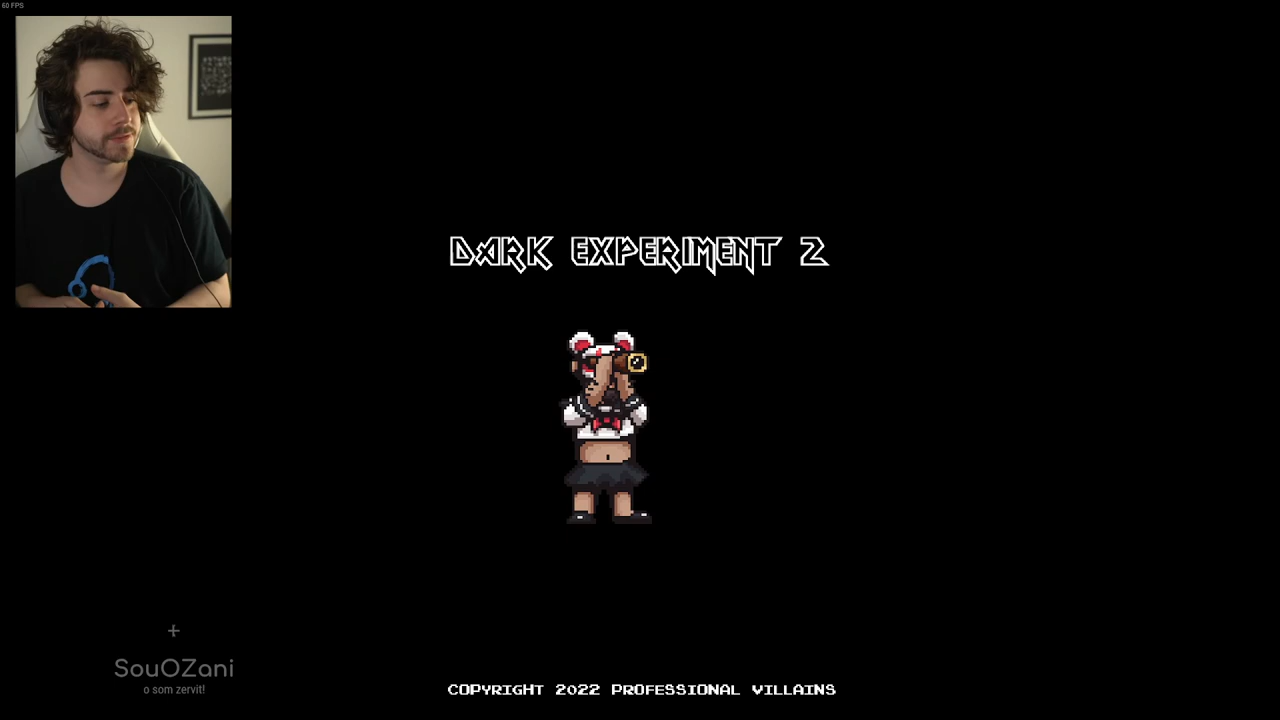 60 FPS
DARK EXPERIMENT 2
+
SouOZani
o som zervit!
COPYRIGHT 2022 PROFESSIONAL VILLAINS